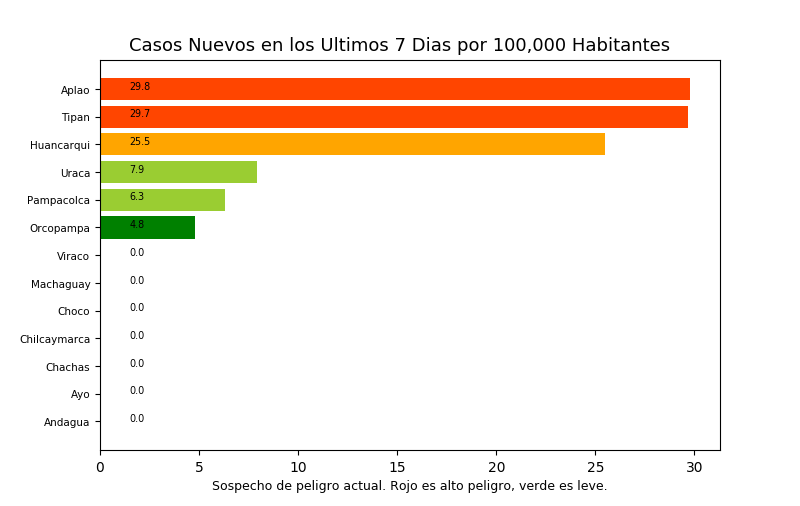 Casos Nuevos en los Ultimos 7 Dias por 100,000 Habitantes
Aplao 29.8
Tipan 29.7
Huancarqui 25.5
Uraca 7.9
Pampacolca 6.3
Orcopampa 4.8
Viraco 0.0
Machaguay 0.0
Choco 0.0
Chilcaymarca 0.0
Chachas 0.0
Ayo 0.0
Andagua 0.0
0 5 10 15 20 25 30
Sospecho de peligro actual. Rojo es alto peligro, verde es leve.